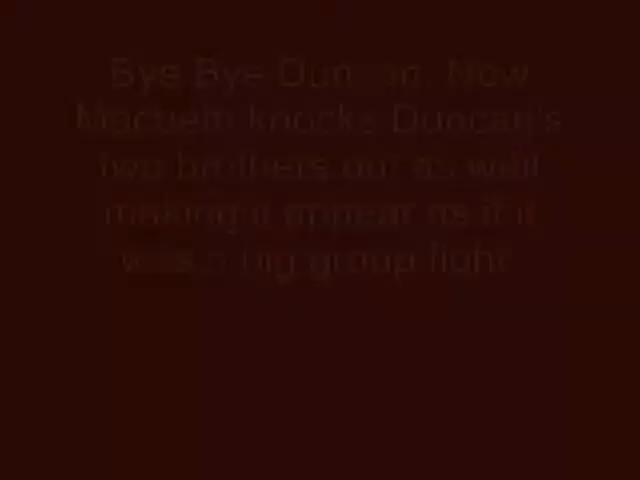 Bye Bye Duncan. Now
Macbeth knocks Duncan's
two brothers out as well
making it appear as if it
was a big group fight.